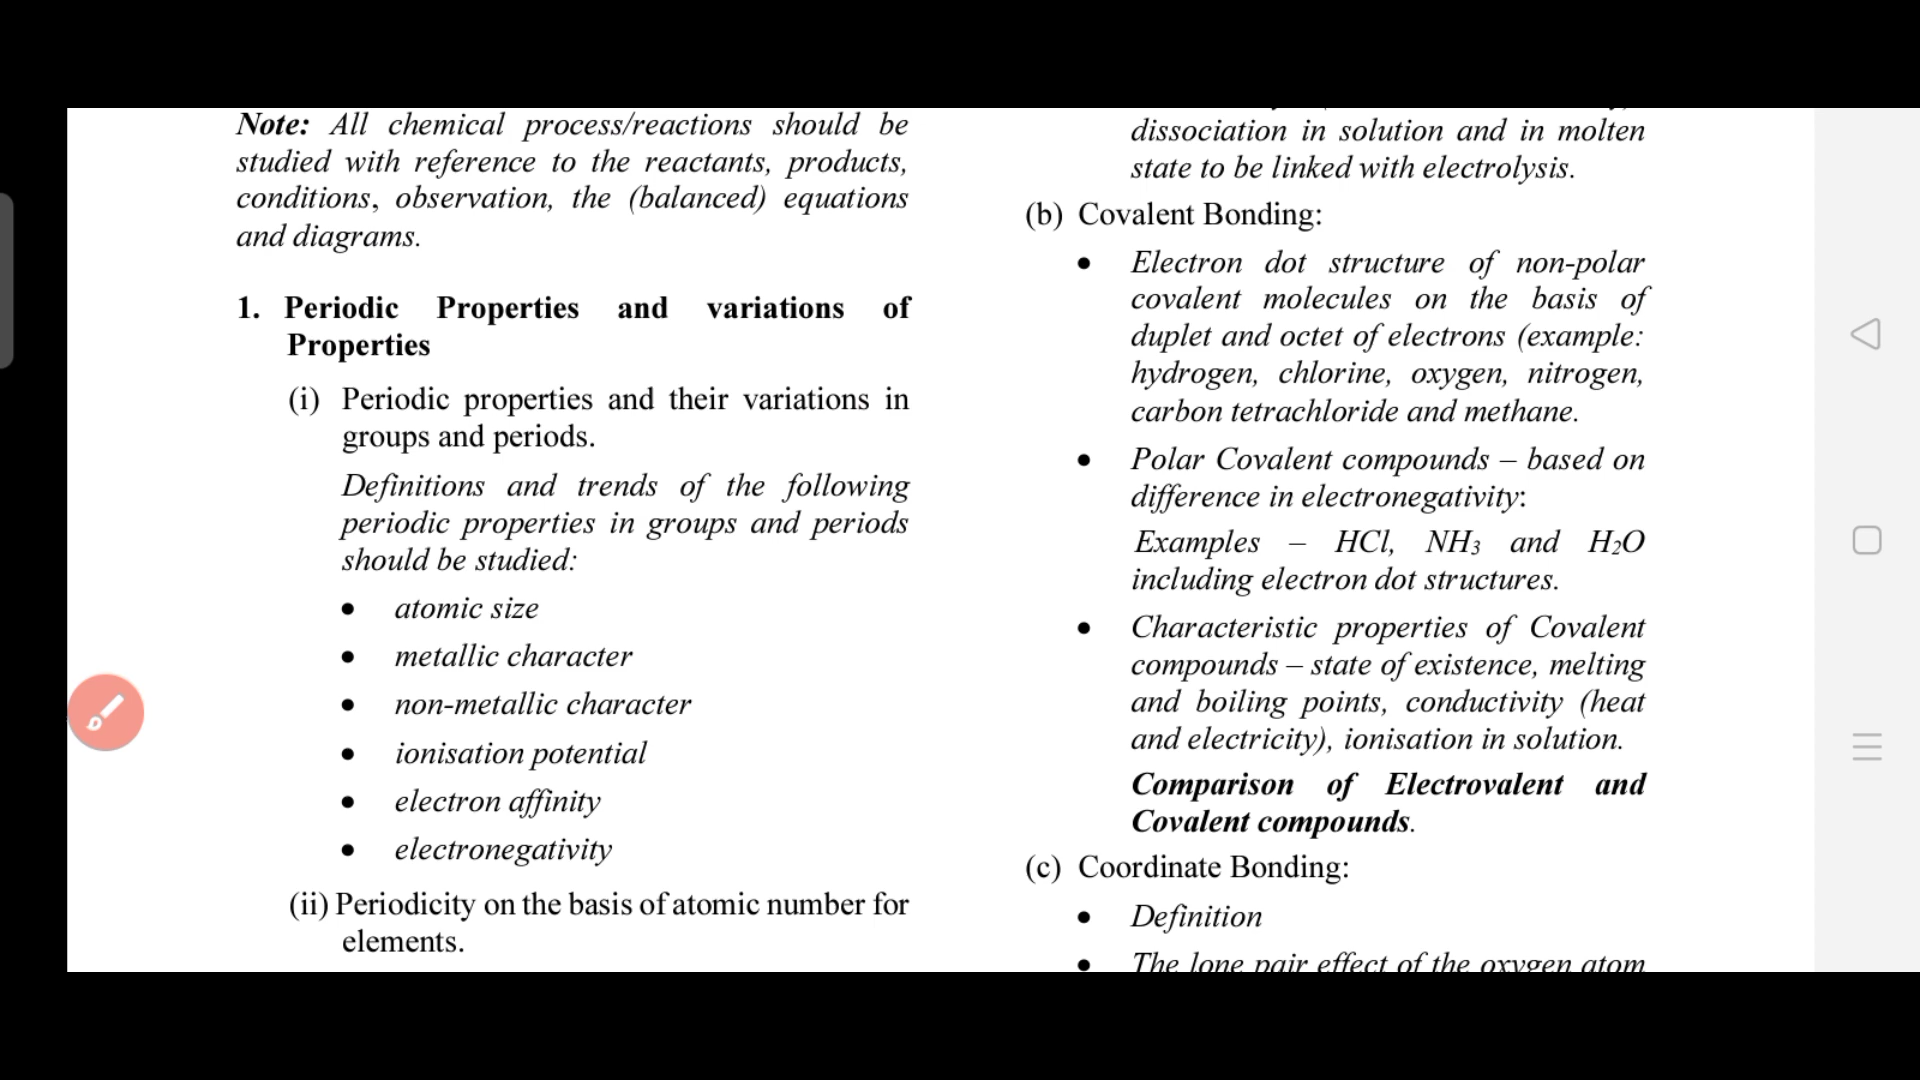 Note: All chemical process/reactions should be
studied with reference to the reactants, products,
conditions, observation, the (balanced) equations
and diagrams.
1. Periodic Properties and variations of
Properties
(i) Periodic properties and their variations in
groups and periods.
Definitions and trends of the following
periodic properties in groups and periods
should be studied:
• atomic size
• metallic character
• non-metallic character
• ionisation potential
• electron affinity
• electronegativity
(ii) Periodicity on the basis of atomic number for
elements.
dissociation in solution and in molten
state to be linked with electrolysis.
(b) Covalent Bonding:
• Electron dot structure of non-polar
covalent molecules on the basis of
duplet and octet of electrons (example:
hydrogen, chlorine, oxygen, nitrogen,
carbon tetrachloride and methane.
• Polar Covalent compounds – based on
difference in electronegativity:
Examples – HCl, NH₃ and H₂O
including electron dot structures.
• Characteristic properties of Covalent
compounds – state of existence, melting
and boiling points, conductivity (heat
and electricity), ionisation in solution.
Comparison of Electrovalent and
Covalent compounds.
(c) Coordinate Bonding:
• Definition
• The lone pair effect of the oxygen atom